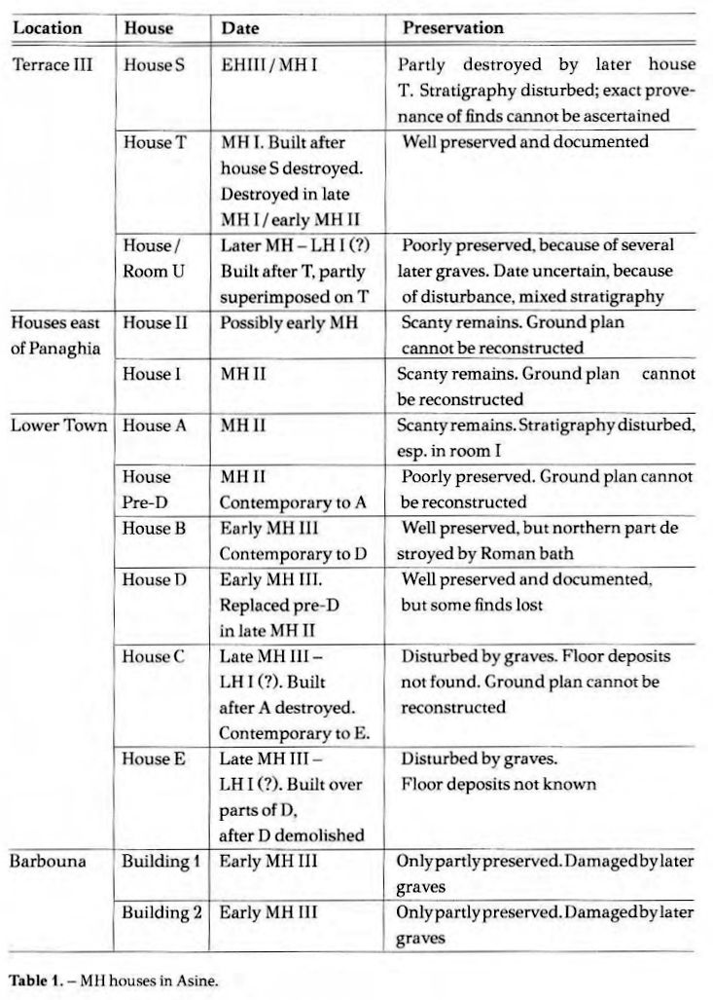 Location House Date Preservation
Terrace III House S EHIII / MH I Partly destroyed by later house
T. Stratigraphy disturbed; exact prove-
nance of finds cannot be ascertained
House T MH I. Built after Well preserved and documented
house S destroyed.
Destroyed in late
MH I / early MH II
House / Later MH – LH I (?) Poorly preserved, because of several
Room U Built after T, partly later graves. Date uncertain, because
superimposed on T of disturbance, mixed stratigraphy
Houses east House II Possibly early MH Scanty remains. Ground plan
of Panaghia cannot be reconstructed
House I MH II Scanty remains. Ground plan cannot
be reconstructed
Lower Town House A MH II Scanty remains. Stratigraphy disturbed,
esp. in room I
House MH II Poorly preserved. Ground plan cannot
Pre-D Contemporary to A be reconstructed
House B Early MH III Well preserved, but northern part de
Contemporary to D stroyed by Roman bath
House D Early MH III. Well preserved and documented,
Replaced pre-D but some finds lost
in late MH II
House C Late MH III – Disturbed by graves. Floor deposits
LH I (?). Built not found. Ground plan cannot be
after A destroyed. reconstructed
Contemporary to E.
House E Late MH III – Disturbed by graves.
LH I (?). Built over Floor deposits not known
parts of D,
after D demolished
Barbouna Building 1 Early MH III Only partly preserved. Damaged by later
graves
Building 2 Early MH III Only partly preserved. Damaged by later
graves
Table 1. – MH houses in Asine.